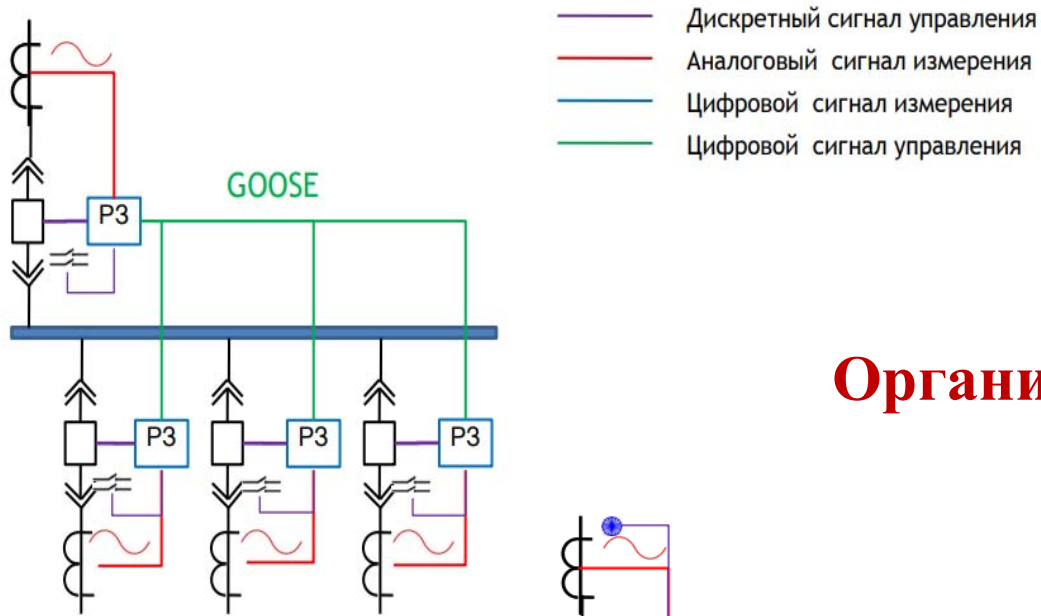 Дискретный сигнал управления
Аналоговый сигнал измерения
Цифровой сигнал измерения
Цифровой сигнал управления
GOOSE
РЗ
Органи
РЗ
РЗ
РЗ